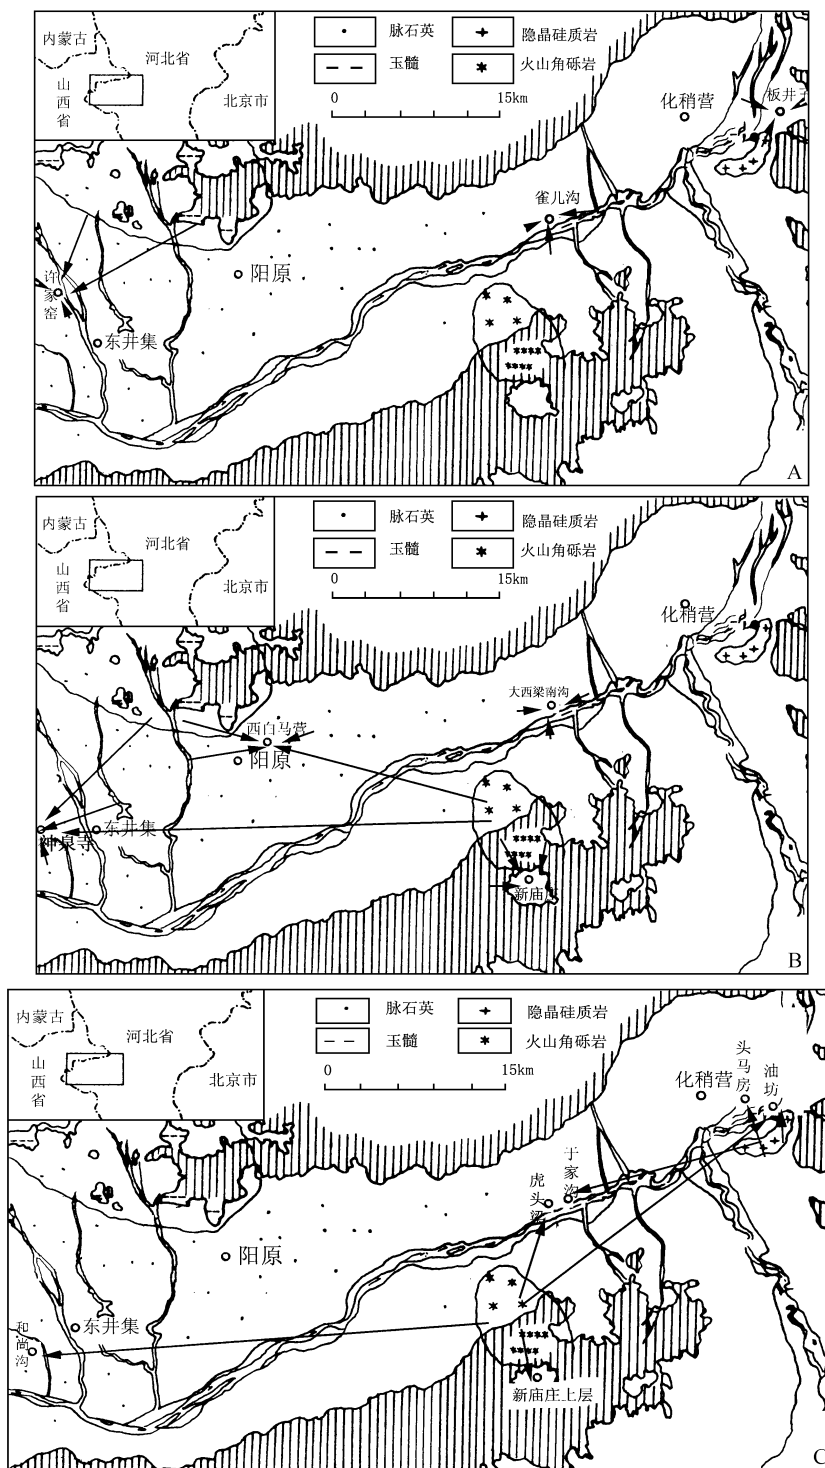 内蒙古
河北省
山西省
北京市
脉石英
隐晶硅质岩
玉髓
火山角砾岩
0
15km
化稍营
板井子
雀儿沟
许家窑
阳原
东井集
A
内蒙古
河北省
山西省
北京市
脉石英
隐晶硅质岩
玉髓
火山角砾岩
0
15km
化稍营
大西梁南沟
西白马营
阳原
东井集
神泉寺
新庙庄
B
内蒙古
河北省
山西省
北京市
脉石英
隐晶硅质岩
玉髓
火山角砾岩
0
15km
头马房
油坊
化稍营
于家沟
虎头梁
阳原
东井集
和尚沟
新庙庄上层
C